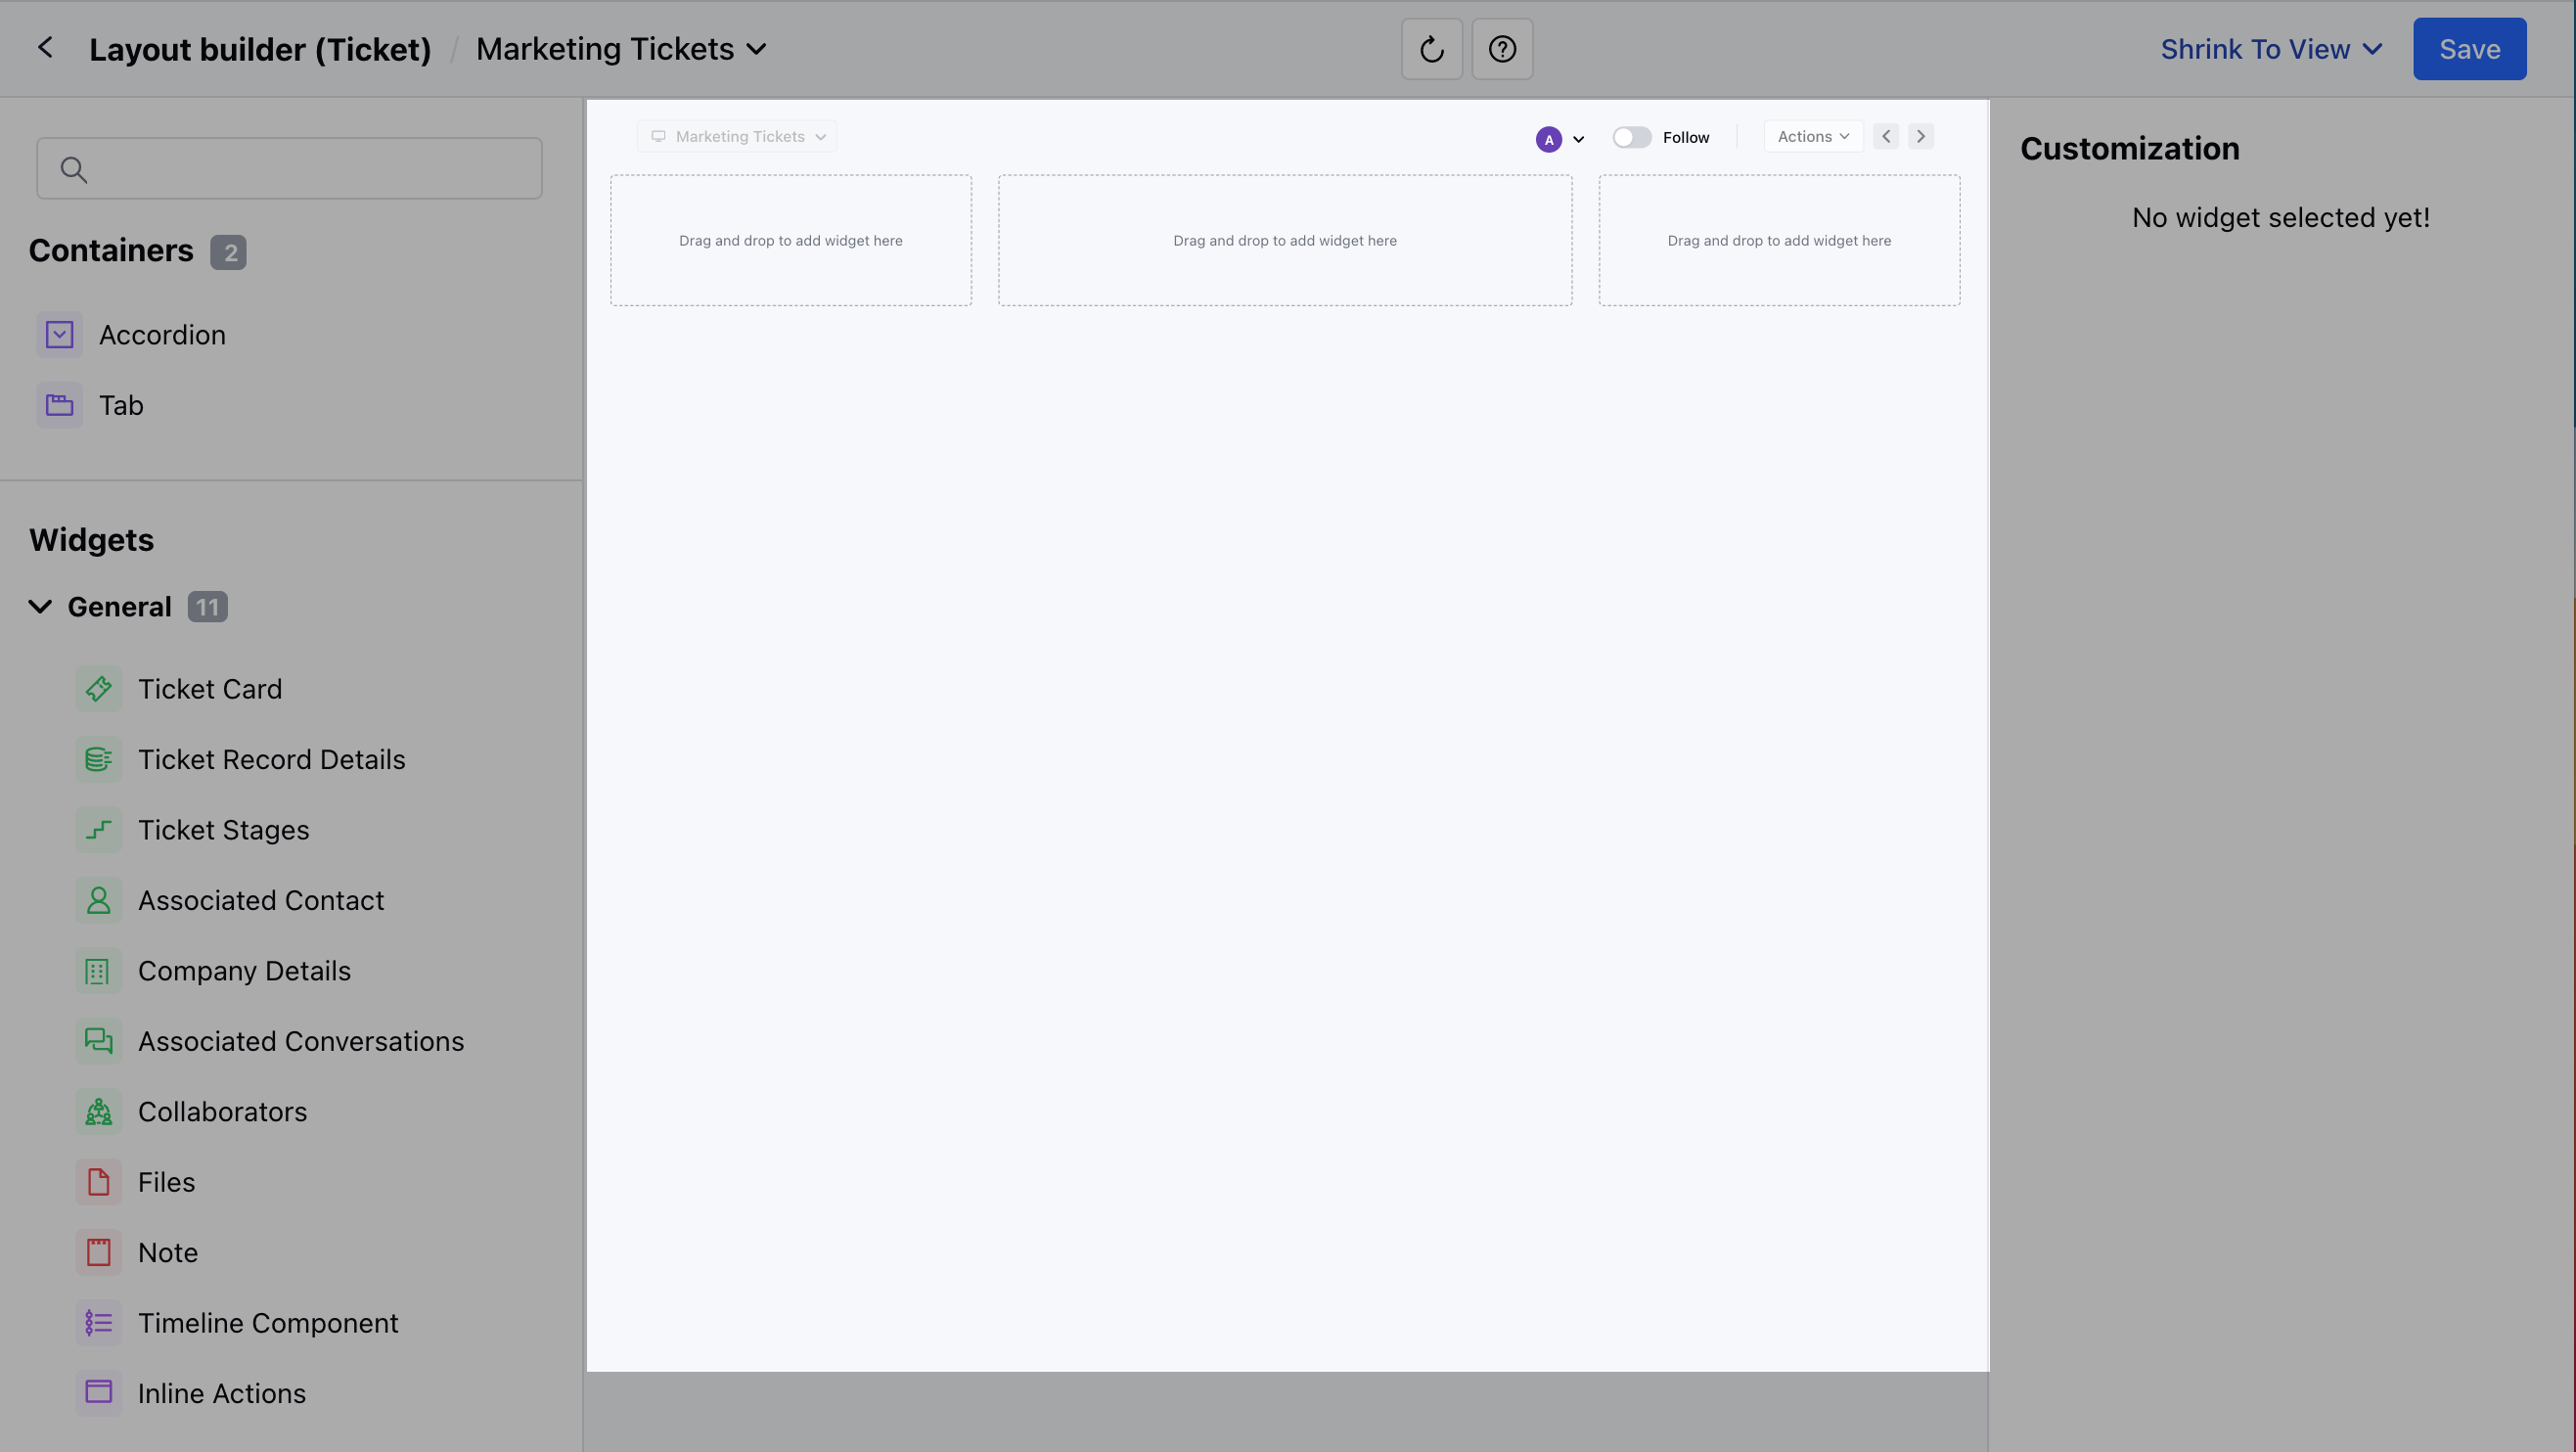 Layout builder (Ticket) / Marketing Tickets
Shrink To View
Save
Containers 2
Accordion
Tab
Widgets
General 11
Ticket Card
Ticket Record Details
Ticket Stages
Associated Contact
Company Details
Associated Conversations
Collaborators
Files
Note
Timeline Component
Inline Actions
Marketing Tickets
A
Follow
Actions
Drag and drop to add widget here
Drag and drop to add widget here
Drag and drop to add widget here
Customization
No widget selected yet!